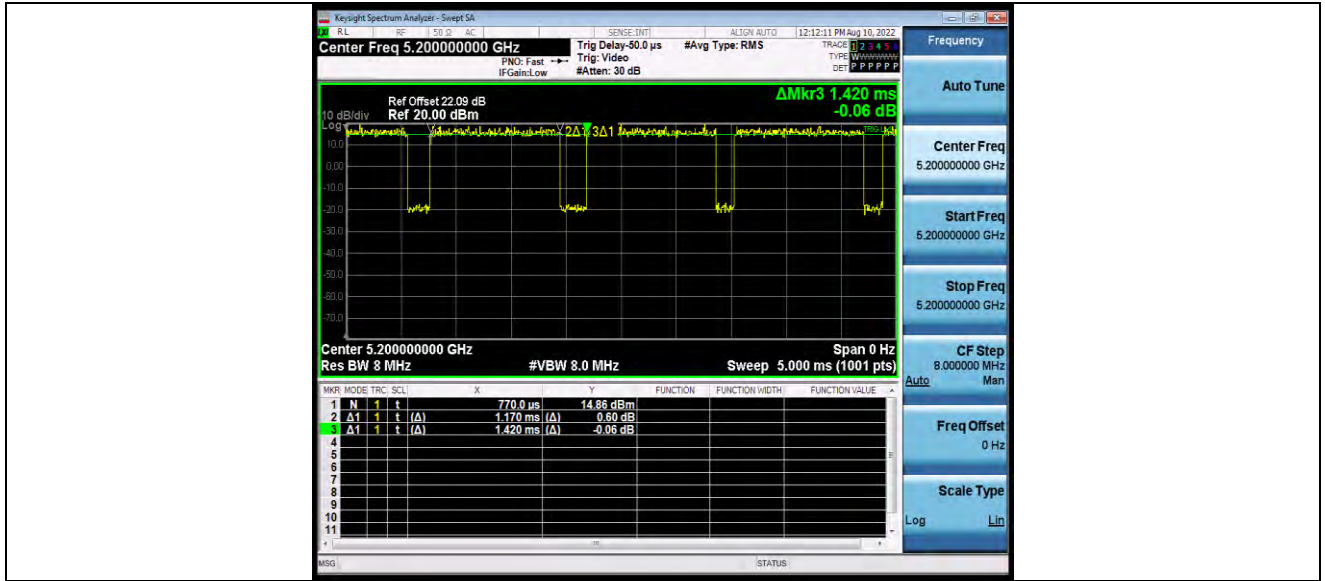 Keysight Spectrum Analyzer - Swept SA
RL RF 50 Ω AC SENSE:INT ALIGN AUTO 12:12:11 PM Aug 10, 2022
Center Freq 5.200000000 GHz Trig Delay-50.0 µs #Avg Type: RMS TRACE 1 2 3 4 5 6
PNO: Fast Trig: Video TYPE WWWWWW
IFGain:Low #Atten: 30 dB DET P P P P P P
Frequency
Auto Tune
Center Freq
5.200000000 GHz
Start Freq
5.200000000 GHz
Stop Freq
5.200000000 GHz
CF Step
8.000000 MHz
Auto Man
Freq Offset
0 Hz
Scale Type
Log Lin
ΔMkr3 1.420 ms
-0.06 dB
Ref Offset 22.09 dB
10 dB/div Ref 20.00 dBm
Log
2Δ1 3Δ1
10.0
0.00
-10.0
-20.0
-30.0
-40.0
-50.0
-60.0
-70.0
Center 5.200000000 GHz Span 0 Hz
Res BW 8 MHz #VBW 8.0 MHz Sweep 5.000 ms (1001 pts)
MKR MODE TRC SCL X Y FUNCTION FUNCTION WIDTH FUNCTION VALUE
1 N 1 t 770.0 µs 14.86 dBm
2 Δ1 1 t (Δ) 1.170 ms (Δ) 0.60 dB
3 Δ1 1 t (Δ) 1.420 ms (Δ) -0.06 dB
4
5
6
7
8
9
10
11
MSG STATUS